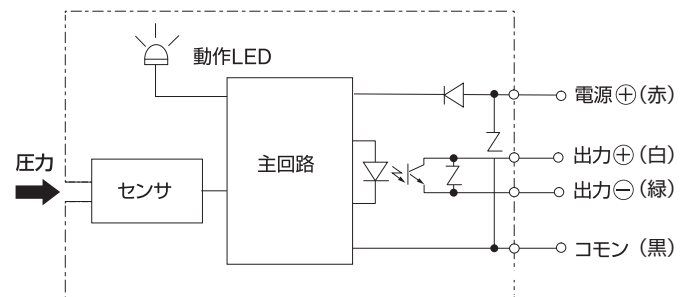 動作LED
電源⊕(赤)
圧力
主回路
出力⊕(白)
センサ
出力⊖(緑)
コモン(黒)